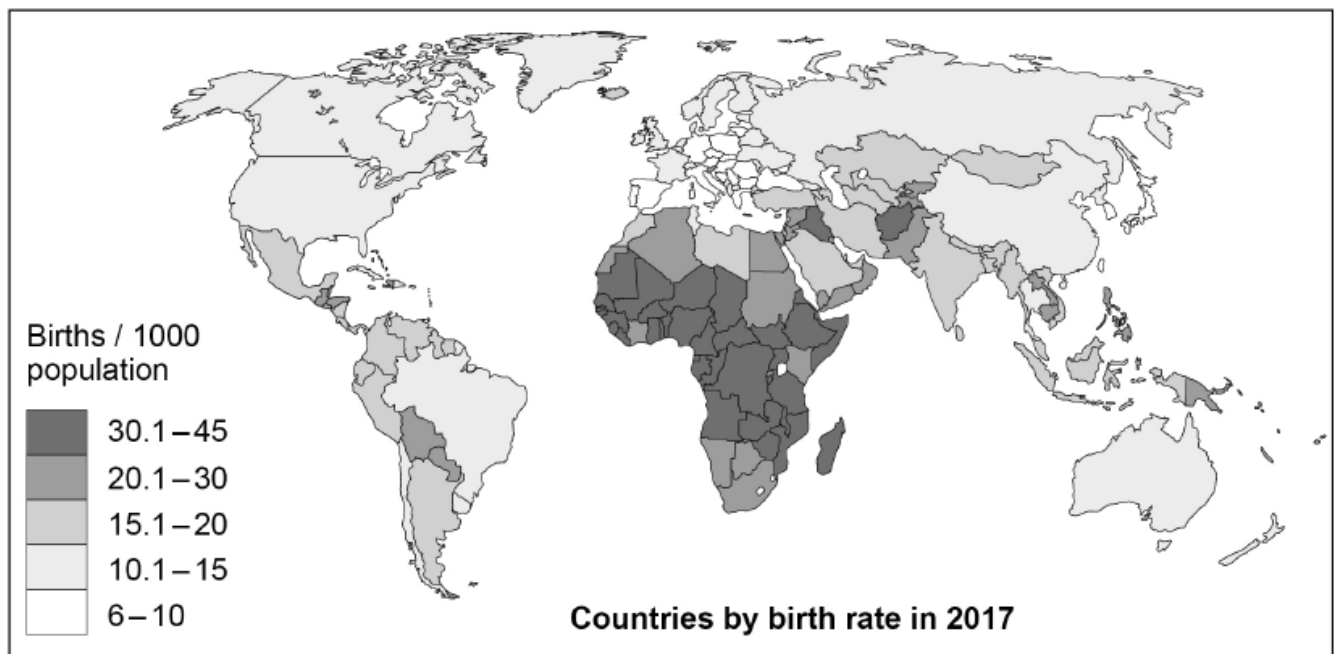 Births / 1000
population
30.1–45
20.1–30
15.1–20
10.1–15
6–10
Countries by birth rate in 2017